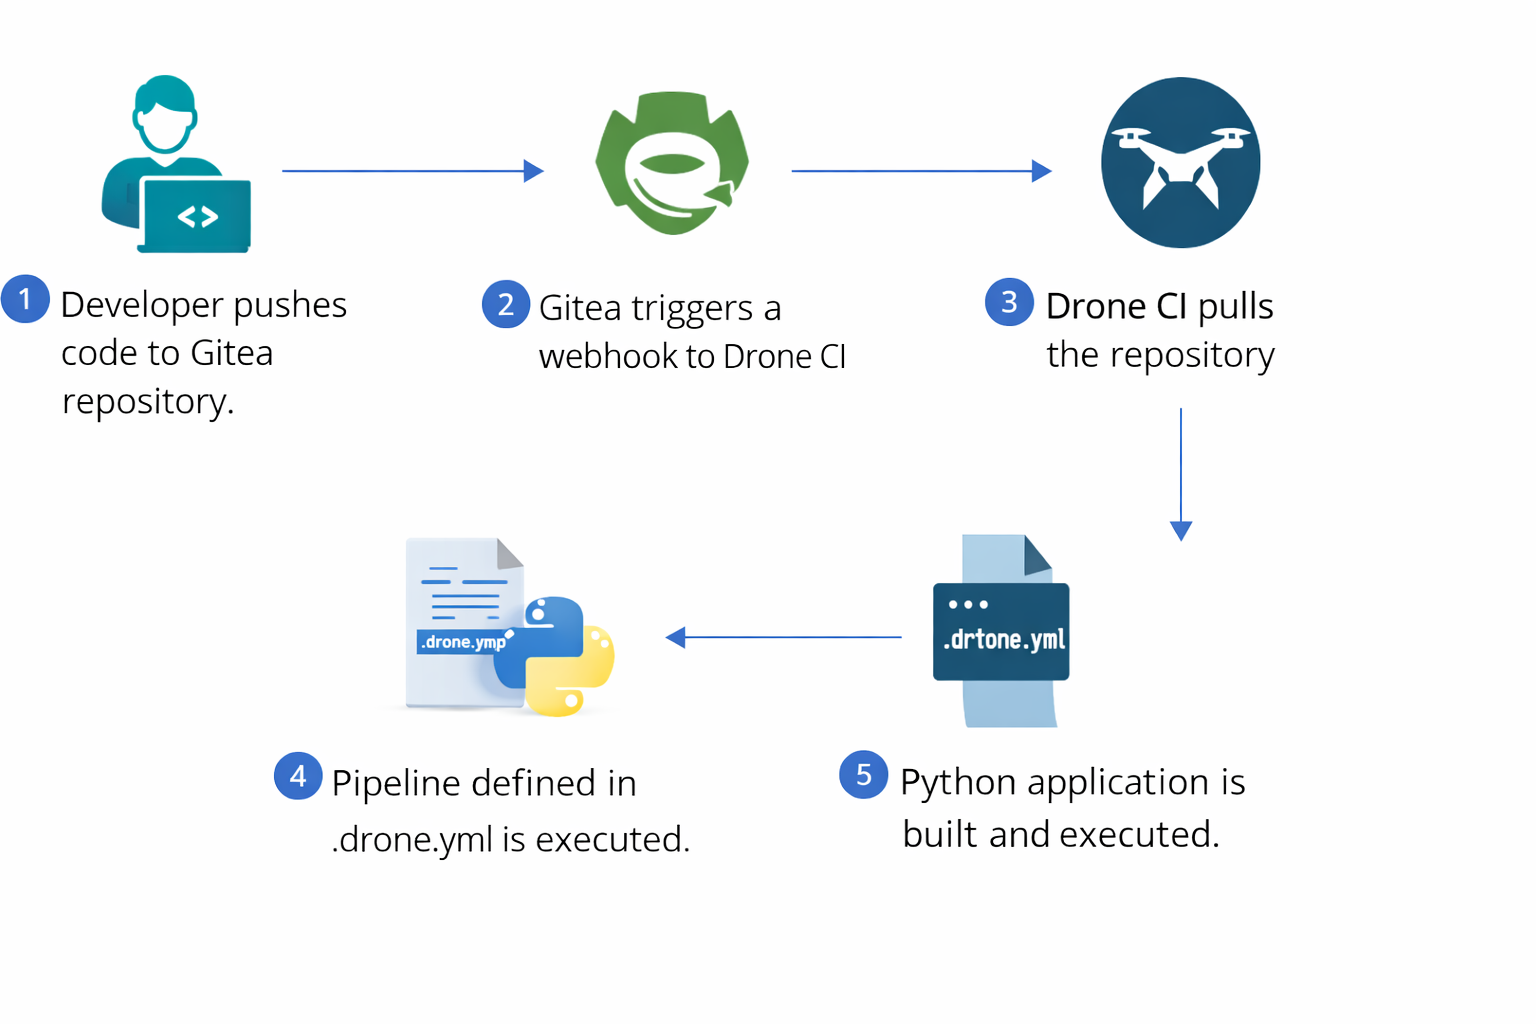 1 Developer pushes
code to Gitea
repository.
2 Gitea triggers a
webhook to Drone CI
3 Drone CI pulls
the repository
.drone.ymp
.drtone.yml
4 Pipeline defined in
.drone.yml is executed.
5 Python application is
built and executed.